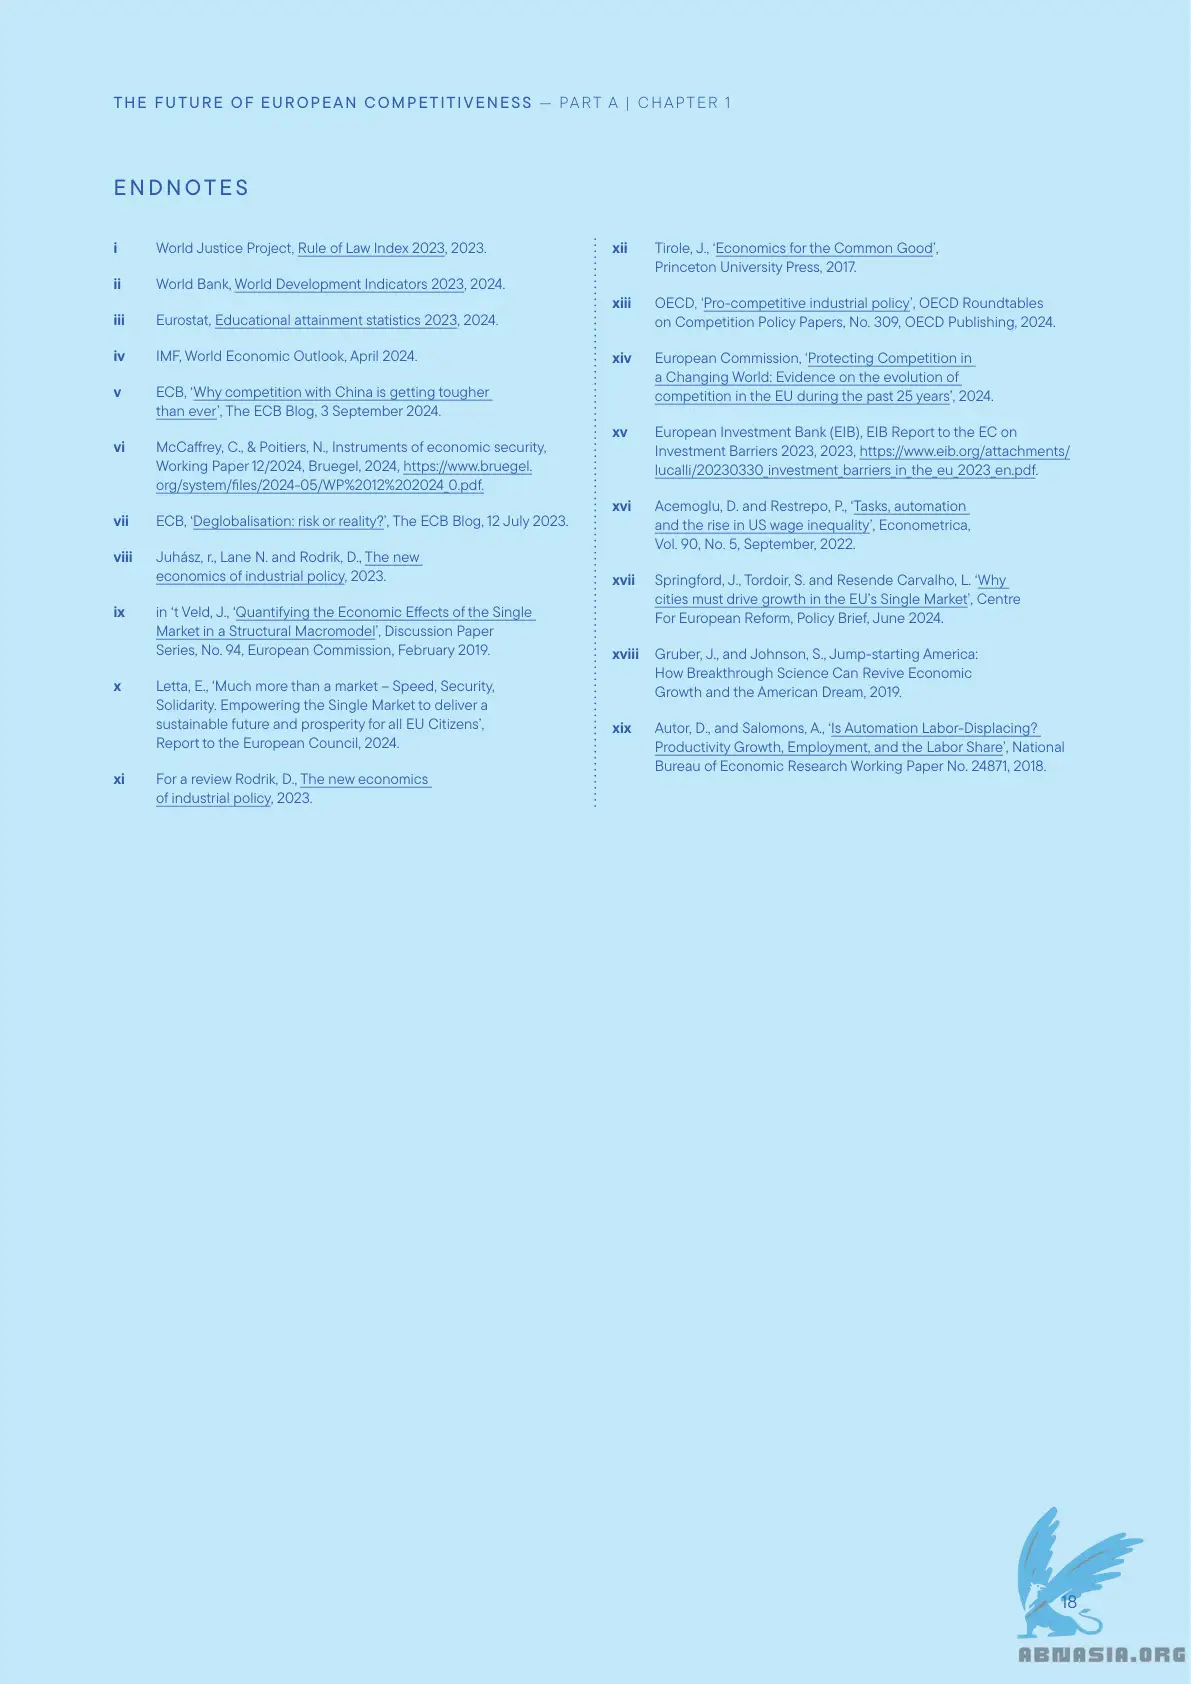 THE FUTURE OF EUROPEAN COMPETITIVENESS — PART A | CHAPTER 1
ENDNOTES
i World Justice Project, Rule of Law Index 2023, 2023.
ii World Bank, World Development Indicators 2023, 2024.
iii Eurostat, Educational attainment statistics 2023, 2024.
iv IMF, World Economic Outlook, April 2024.
v ECB, ‘Why competition with China is getting tougher
than ever’, The ECB Blog, 3 September 2024.
vi McCaffrey, C., & Poitiers, N., Instruments of economic security,
Working Paper 12/2024, Bruegel, 2024, https://www.bruegel.
org/system/files/2024-05/WP%2012%202024_0.pdf.
vii ECB, ‘Deglobalisation: risk or reality?’, The ECB Blog, 12 July 2023.
viii Juhász, r., Lane N. and Rodrik, D., The new
economics of industrial policy, 2023.
ix in ‘t Veld, J., ‘Quantifying the Economic Effects of the Single
Market in a Structural Macromodel’, Discussion Paper
Series, No. 94, European Commission, February 2019.
x Letta, E., ‘Much more than a market – Speed, Security,
Solidarity. Empowering the Single Market to deliver a
sustainable future and prosperity for all EU Citizens’,
Report to the European Council, 2024.
xi For a review Rodrik, D., The new economics
of industrial policy, 2023.
xii Tirole, J., ‘Economics for the Common Good’,
Princeton University Press, 2017.
xiii OECD, ‘Pro-competitive industrial policy’, OECD Roundtables
on Competition Policy Papers, No. 309, OECD Publishing, 2024.
xiv European Commission, ‘Protecting Competition in
a Changing World: Evidence on the evolution of
competition in the EU during the past 25 years’, 2024.
xv European Investment Bank (EIB), EIB Report to the EC on
Investment Barriers 2023, 2023, https://www.eib.org/attachments/
lucalli/20230330_investment_barriers_in_the_eu_2023_en.pdf.
xvi Acemoglu, D. and Restrepo, P., ‘Tasks, automation
and the rise in US wage inequality’, Econometrica,
Vol. 90, No. 5, September, 2022.
xvii Springford, J., Tordoir, S. and Resende Carvalho, L. ‘Why
cities must drive growth in the EU’s Single Market’, Centre
For European Reform, Policy Brief, June 2024.
xviii Gruber, J., and Johnson, S., Jump-starting America:
How Breakthrough Science Can Revive Economic
Growth and the American Dream, 2019.
xix Autor, D., and Salomons, A., ‘Is Automation Labor-Displacing?
Productivity Growth, Employment, and the Labor Share’, National
Bureau of Economic Research Working Paper No. 24871, 2018.
18
ABNASIA.ORG